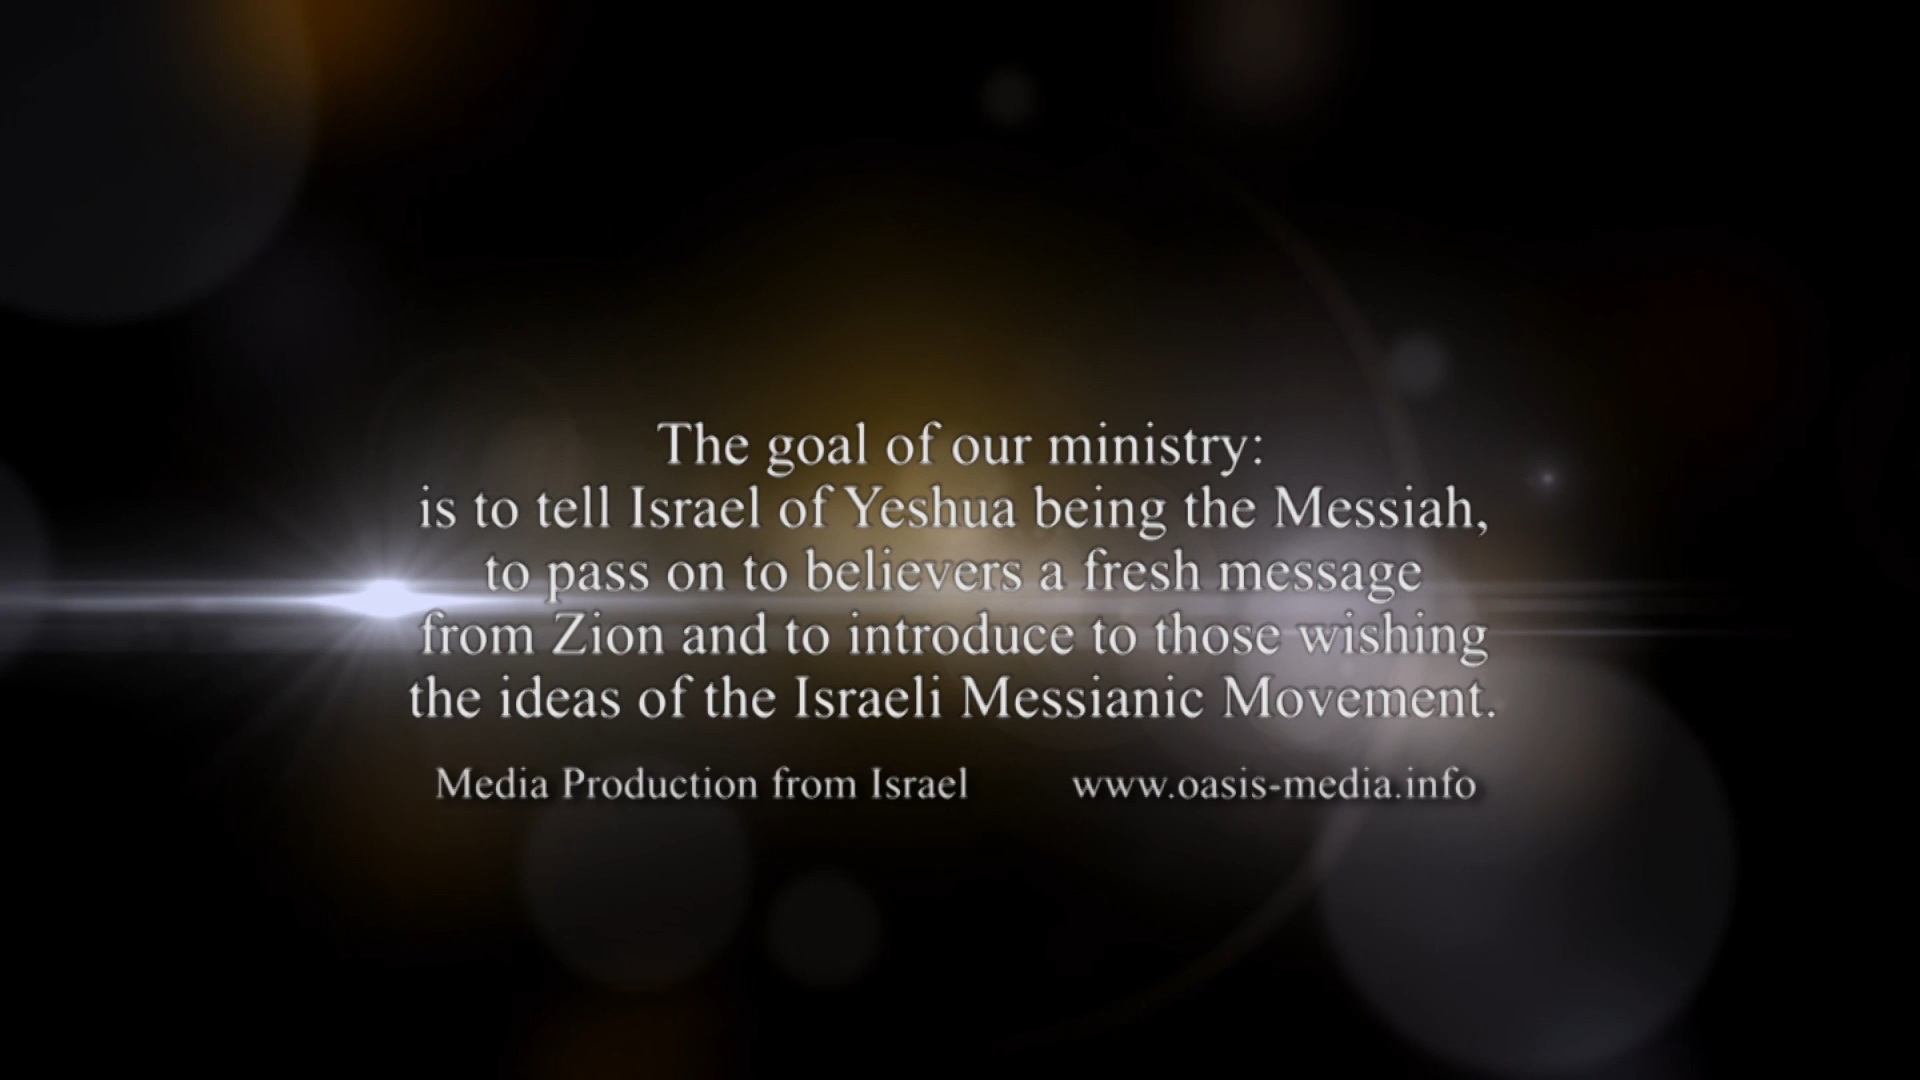 The goal of our ministry:
is to tell Israel of Yeshua being the Messiah,
to pass on to believers a fresh message
from Zion and to introduce to those wishing
the ideas of the Israeli Messianic Movement.
Media Production from Israel www.oasis-media.info